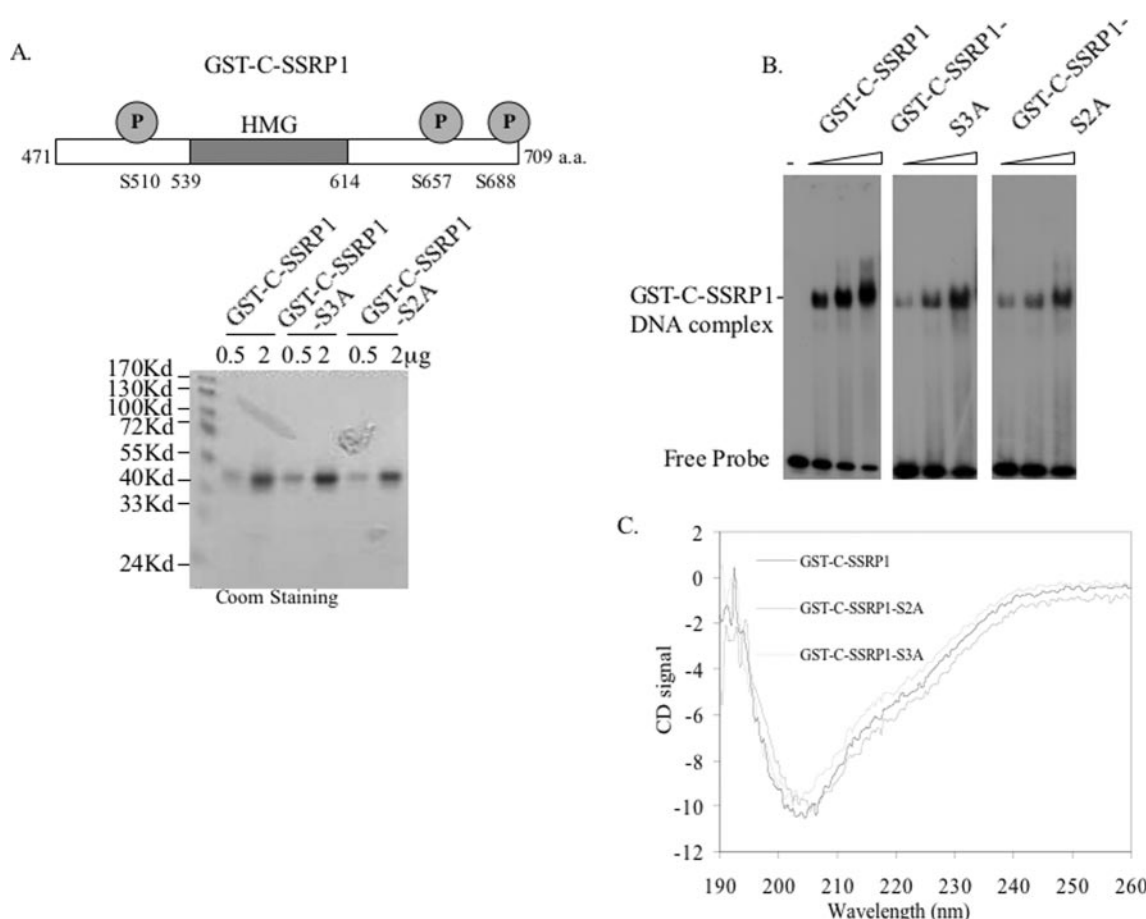 A.
GST-C-SSRP1
P
HMG
P
P
471
709 a.a.
S510
539
614
S657
S688
GST-C-SSRP1
GST-C-SSRP1
-S3A
GST-C-SSRP1
-S2A
0.5 2 0.5 2 0.5 2μg
170Kd
130Kd
100Kd
72Kd
55Kd
40Kd
33Kd
24Kd
Coom Staining
B.
GST-C-SSRP1
GST-C-SSRP1-
S3A
GST-C-SSRP1-
S2A
-
GST-C-SSRP1-
DNA complex
Free Probe
C.
2
0
-2
-4
-6
-8
-10
-12
CD signal
GST-C-SSRP1
GST-C-SSRP1-S2A
GST-C-SSRP1-S3A
190 200 210 220 230 240 250 260
Wavelength (nm)